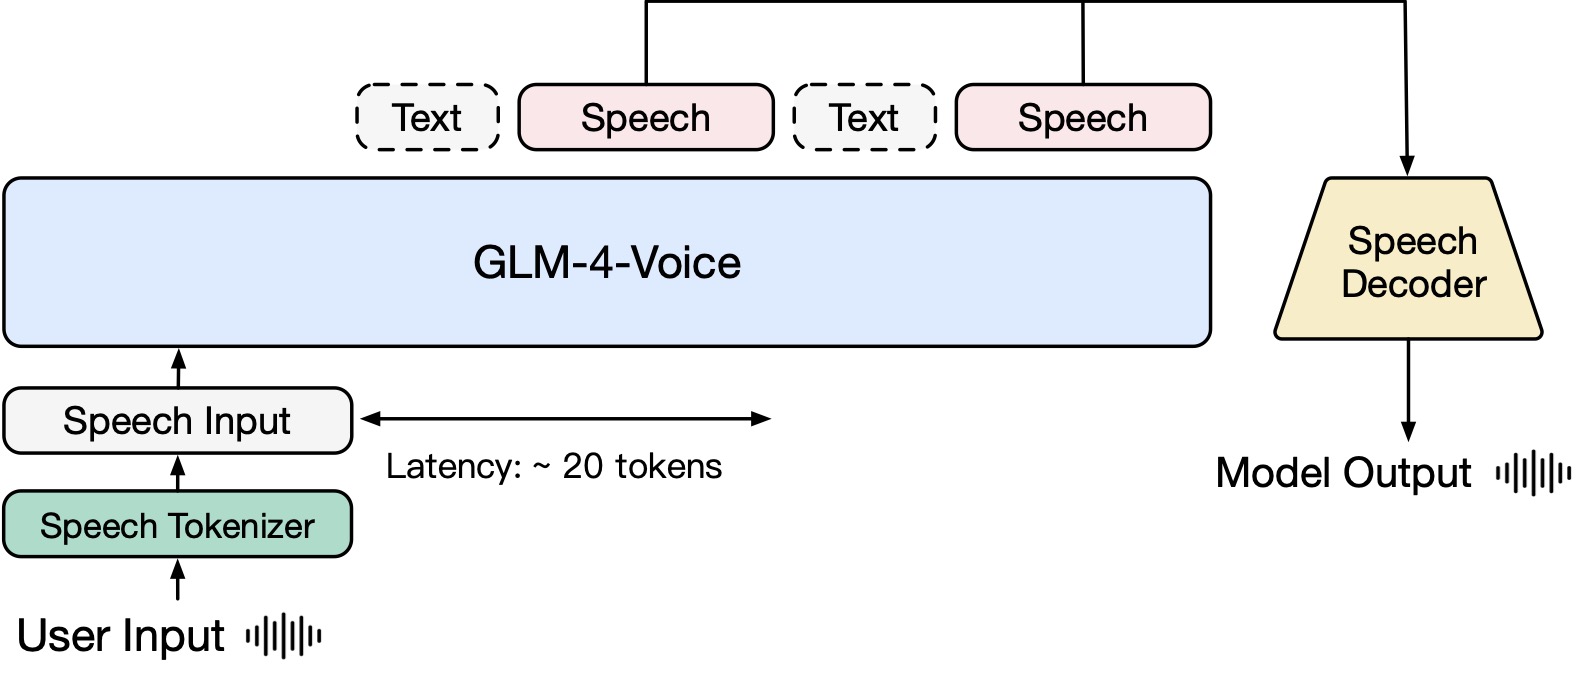 Text
Speech
Text
Speech
GLM-4-Voice
Speech
Decoder
Speech Input
Latency: ~ 20 tokens
Model Output
Speech Tokenizer
User Input